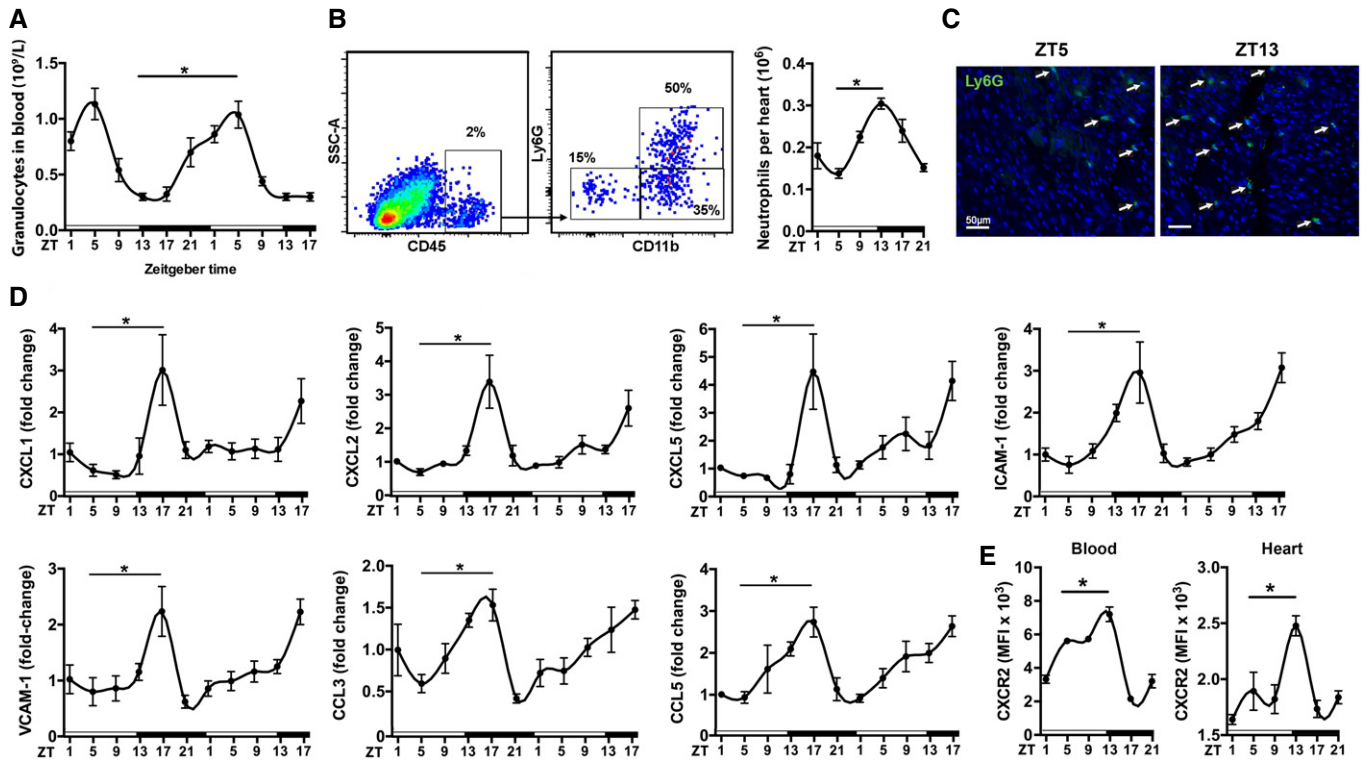 A
Granulocytes in blood (10⁹/L)
1.5
1.0
0.5
0.0
*
ZT 1 5 9 13 17 21 1 5 9 13 17
Zeitgeber time
B
SSC-A
2%
CD45
Ly6G
50%
15%
35%
CD11b
Neutrophils per heart (10⁶)
0.4
0.3
0.2
0.1
0.0
*
ZT 1 5 9 13 17 21
C
ZT5
ZT13
Ly6G
50µm
D
CXCL1 (fold change)
4
3
2
1
0
*
ZT 1 5 9 13 17 21 1 5 9 13 17
CXCL2 (fold change)
5
4
3
2
1
0
*
ZT 1 5 9 13 17 21 1 5 9 13 17
CXCL5 (fold change)
6
5
4
3
2
1
0
*
ZT 1 5 9 13 17 21 1 5 9 13 17
ICAM-1 (fold change)
4
3
2
1
0
*
ZT 1 5 9 13 17 21 1 5 9 13 17
VCAM-1 (fold-change)
3
2
1
0
*
ZT 1 5 9 13 17 21 1 5 9 13 17
CCL3 (fold change)
2.0
1.5
1.0
0.5
0
*
ZT 1 5 9 13 17 21 1 5 9 13 17
CCL5 (fold change)
4
3
2
1
0
*
ZT 1 5 9 13 17 21 1 5 9 13 17
E
Blood
CXCR2 (MFI x 10³)
10
8
6
4
2
0
*
ZT 1 5 9 13 17 21
Heart
CXCR2 (MFI x 10³)
3.0
2.5
2.0
1.5
*
ZT 1 5 9 13 17 21